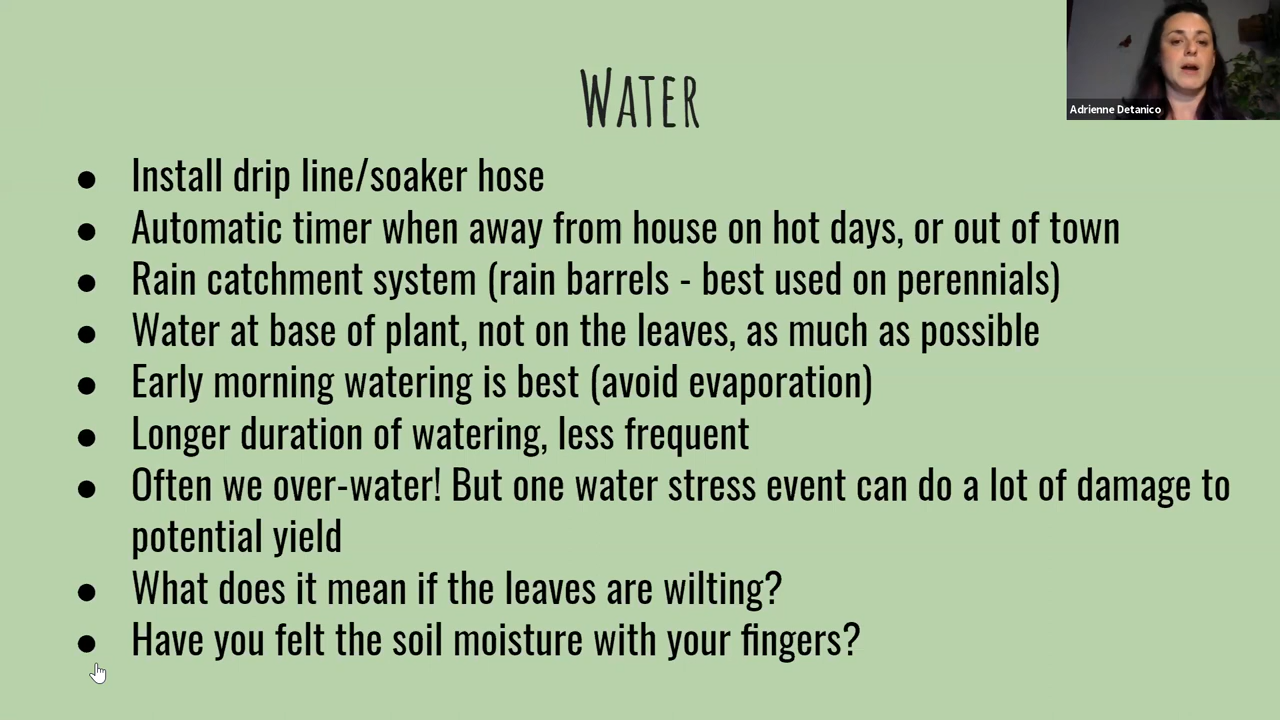 Water
Adrienne Detanico
● Install drip line/soaker hose
● Automatic timer when away from house on hot days, or out of town
● Rain catchment system (rain barrels - best used on perennials)
● Water at base of plant, not on the leaves, as much as possible
● Early morning watering is best (avoid evaporation)
● Longer duration of watering, less frequent
● Often we over-water! But one water stress event can do a lot of damage to
potential yield
● What does it mean if the leaves are wilting?
● Have you felt the soil moisture with your fingers?